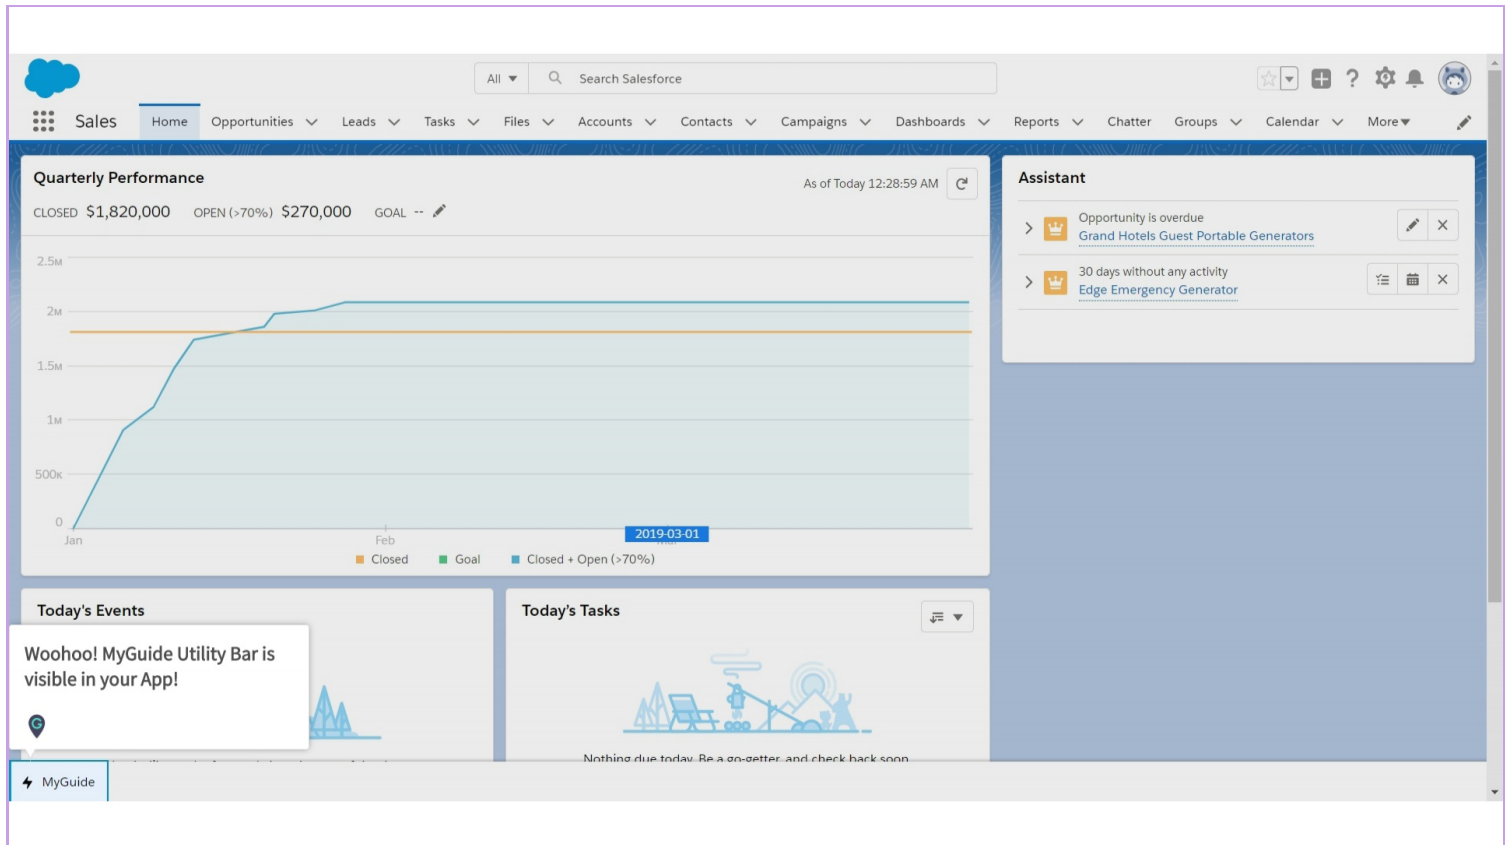 All
Search Salesforce
Sales
Home
Opportunities
Leads
Tasks
Files
Accounts
Contacts
Campaigns
Dashboards
Reports
Chatter
Groups
Calendar
More
Quarterly Performance
As of Today 12:28:59 AM
CLOSED $1,820,000 OPEN (>70%) $270,000 GOAL --
2.5M
2M
1.5M
1M
500K
0
Jan
Feb
2019-03-01
Closed
Goal
Closed + Open (>70%)
Assistant
Opportunity is overdue
Grand Hotels Guest Portable Generators
30 days without any activity
Edge Emergency Generator
Today's Events
Today's Tasks
Nothing due today. Be a go-getter, and check back soon.
Woohoo! MyGuide Utility Bar is
visible in your App!
G
MyGuide